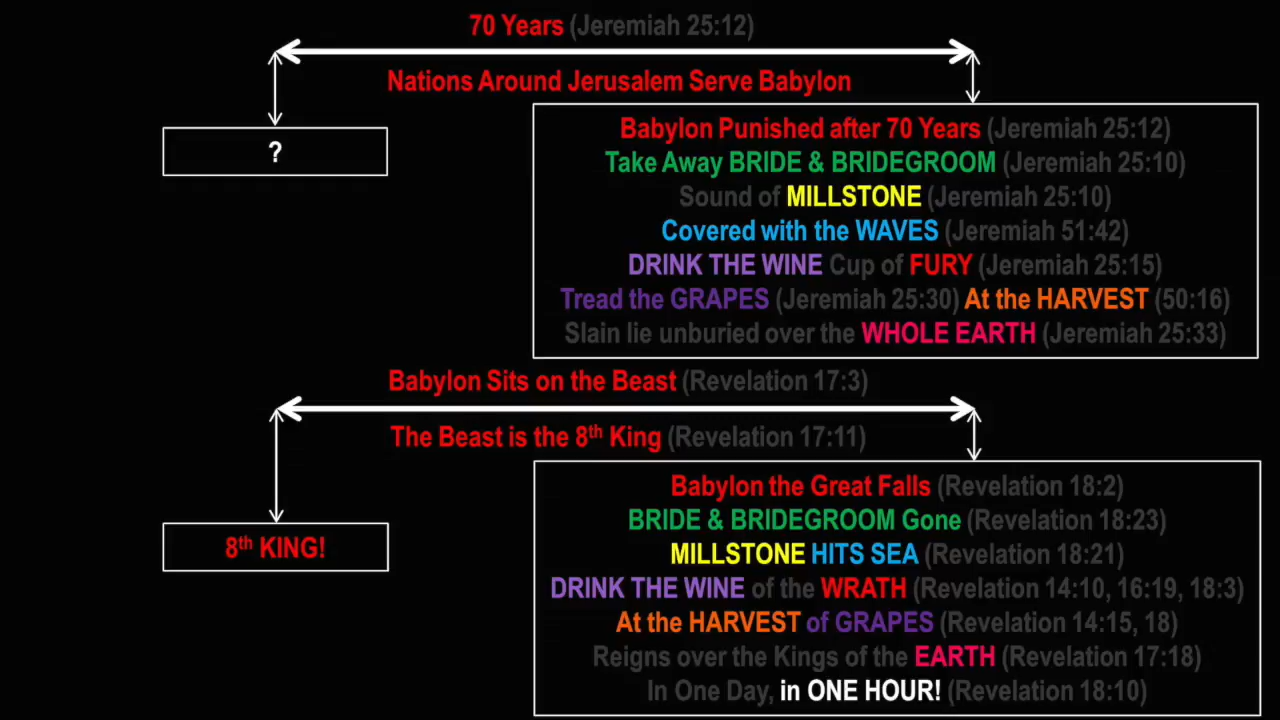 70 Years (Jeremiah 25:12)
Nations Around Jerusalem Serve Babylon
?
Babylon Punished after 70 Years (Jeremiah 25:12)
Take Away BRIDE & BRIDEGROOM (Jeremiah 25:10)
Sound of MILLSTONE (Jeremiah 25:10)
Covered with the WAVES (Jeremiah 51:42)
DRINK THE WINE Cup of FURY (Jeremiah 25:15)
Tread the GRAPES (Jeremiah 25:30) At the HARVEST (50:16)
Slain lie unburied over the WHOLE EARTH (Jeremiah 25:33)
Babylon Sits on the Beast (Revelation 17:3)
The Beast is the 8th King (Revelation 17:11)
8th KING!
Babylon the Great Falls (Revelation 18:2)
BRIDE & BRIDEGROOM Gone (Revelation 18:23)
MILLSTONE HITS SEA (Revelation 18:21)
DRINK THE WINE of the WRATH (Revelation 14:10, 16:19, 18:3)
At the HARVEST of GRAPES (Revelation 14:15, 18)
Reigns over the Kings of the EARTH (Revelation 17:18)
In One Day, in ONE HOUR! (Revelation 18:10)